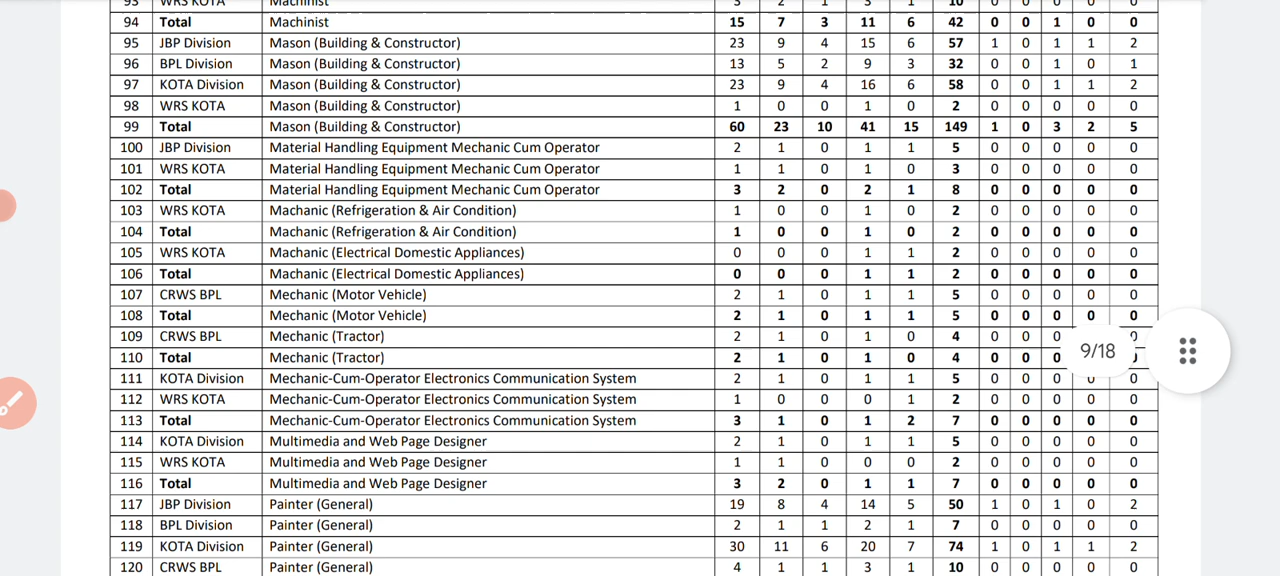 93 WRS KOTA Machinist 3 2 1 3 1 10 0 0 0 0 0
94 Total Machinist 15 7 3 11 6 42 0 0 1 0 0
95 JBP Division Mason (Building & Constructor) 23 9 4 15 6 57 1 0 1 1 2
96 BPL Division Mason (Building & Constructor) 13 5 2 9 3 32 0 0 1 0 1
97 KOTA Division Mason (Building & Constructor) 23 9 4 16 6 58 0 0 1 1 2
98 WRS KOTA Mason (Building & Constructor) 1 0 0 1 0 2 0 0 0 0 0
99 Total Mason (Building & Constructor) 60 23 10 41 15 149 1 0 3 2 5
100 JBP Division Material Handling Equipment Mechanic Cum Operator 2 1 0 1 1 5 0 0 0 0 0
101 WRS KOTA Material Handling Equipment Mechanic Cum Operator 1 1 0 1 0 3 0 0 0 0 0
102 Total Material Handling Equipment Mechanic Cum Operator 3 2 0 2 1 8 0 0 0 0 0
103 WRS KOTA Machanic (Refrigeration & Air Condition) 1 0 0 1 0 2 0 0 0 0 0
104 Total Machanic (Refrigeration & Air Condition) 1 0 0 1 0 2 0 0 0 0 0
105 WRS KOTA Machanic (Electrical Domestic Appliances) 0 0 0 1 1 2 0 0 0 0 0
106 Total Machanic (Electrical Domestic Appliances) 0 0 0 1 1 2 0 0 0 0 0
107 CRWS BPL Mechanic (Motor Vehicle) 2 1 0 1 1 5 0 0 0 0 0
108 Total Mechanic (Motor Vehicle) 2 1 0 1 1 5 0 0 0 0 0
109 CRWS BPL Mechanic (Tractor) 2 1 0 1 0 4 0 0 0 0
110 Total Mechanic (Tractor) 2 1 0 1 0 4 0 0 0
9/18
111 KOTA Division Mechanic-Cum-Operator Electronics Communication System 2 1 0 1 1 5 0 0 0 0 0
112 WRS KOTA Mechanic-Cum-Operator Electronics Communication System 1 0 0 0 1 2 0 0 0 0 0
113 Total Mechanic-Cum-Operator Electronics Communication System 3 1 0 1 2 7 0 0 0 0 0
114 KOTA Division Multimedia and Web Page Designer 2 1 0 1 1 5 0 0 0 0 0
115 WRS KOTA Multimedia and Web Page Designer 1 1 0 0 0 2 0 0 0 0 0
116 Total Multimedia and Web Page Designer 3 2 0 1 1 7 0 0 0 0 0
117 JBP Division Painter (General) 19 8 4 14 5 50 1 0 1 0 2
118 BPL Division Painter (General) 2 1 1 2 1 7 0 0 0 0 0
119 KOTA Division Painter (General) 30 11 6 20 7 74 1 0 1 1 2
120 CRWS BPL Painter (General) 4 1 1 3 1 10 0 0 0 0 0